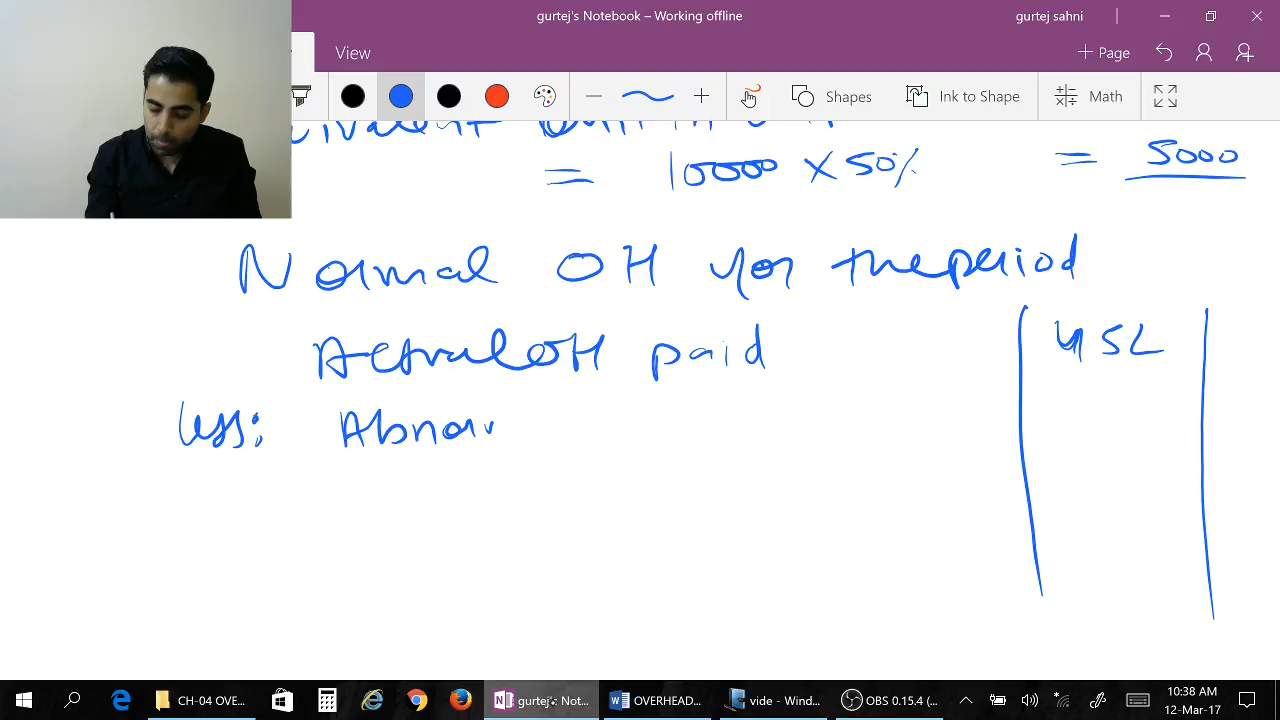 gurtej's Notebook – Working offline
gurtej sahni
View
Page
Shapes
Ink to Shape
Math
= 10000 × 50% = 5000
Normal OH for the period
Actual OH paid 45L
Less: Abnor
CH-04 OVE...
gurtej's: Not...
OVERHEAD...
vide - Wind...
OBS 0.15.4 (...
10:38 AM
12-Mar-17